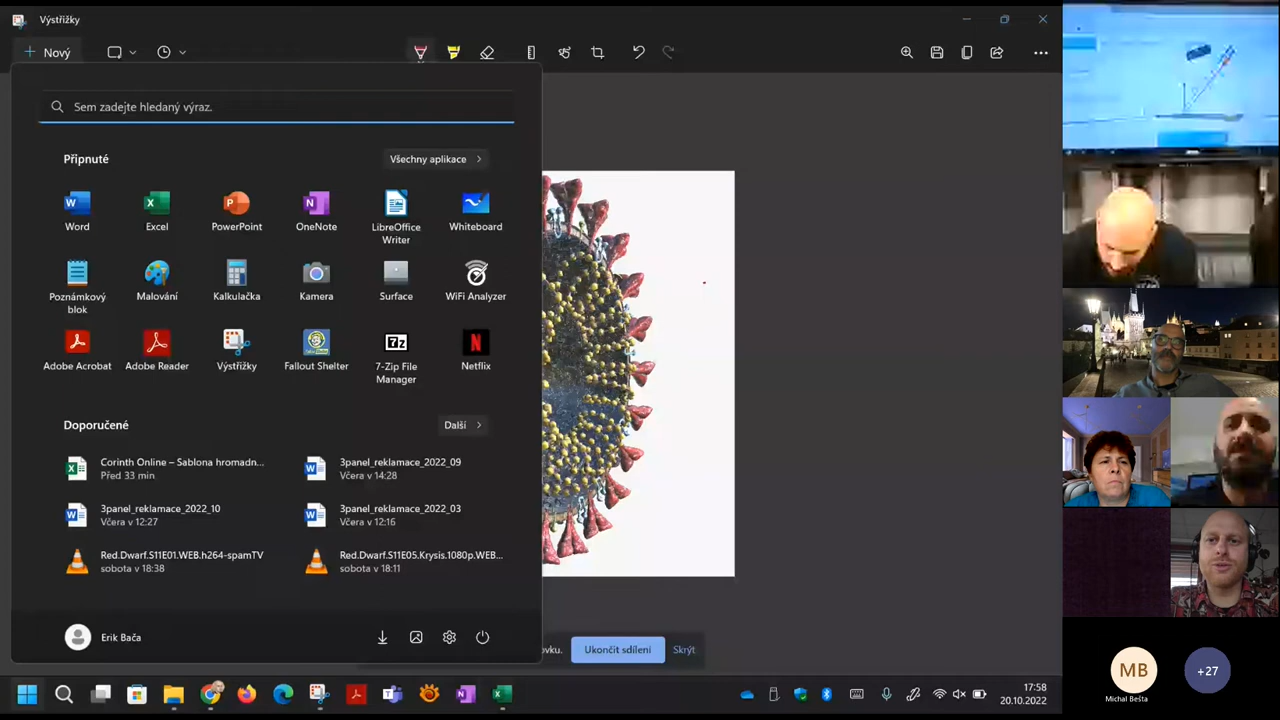 Výstřižky
Nový
Sem zadejte hledaný výraz.
Připnuté
Všechny aplikace
Word
Excel
PowerPoint
OneNote
LibreOffice Writer
Whiteboard
Poznámkový blok
Malování
Kalkulačka
Kamera
Surface
WiFi Analyzer
Adobe Acrobat
Adobe Reader
Výstřižky
Fallout Shelter
7-Zip File Manager
Netflix
Doporučené
Další
Corinth Online – Sablona hromadn...
Před 33 min
3panel_reklamace_2022_09
Včera v 14:28
3panel_reklamace_2022_10
Včera v 12:27
3panel_reklamace_2022_03
Včera v 12:16
Red.Dwarf.S11E01.WEB.h264-spamTV
sobota v 18:38
Red.Dwarf.S11E05.Krysis.1080p.WEB...
sobota v 18:11
Erik Bača
ovku.
Ukončit sdílení
Skrýt
17:58
20.10.2022
MB
Michal Bešta
+27